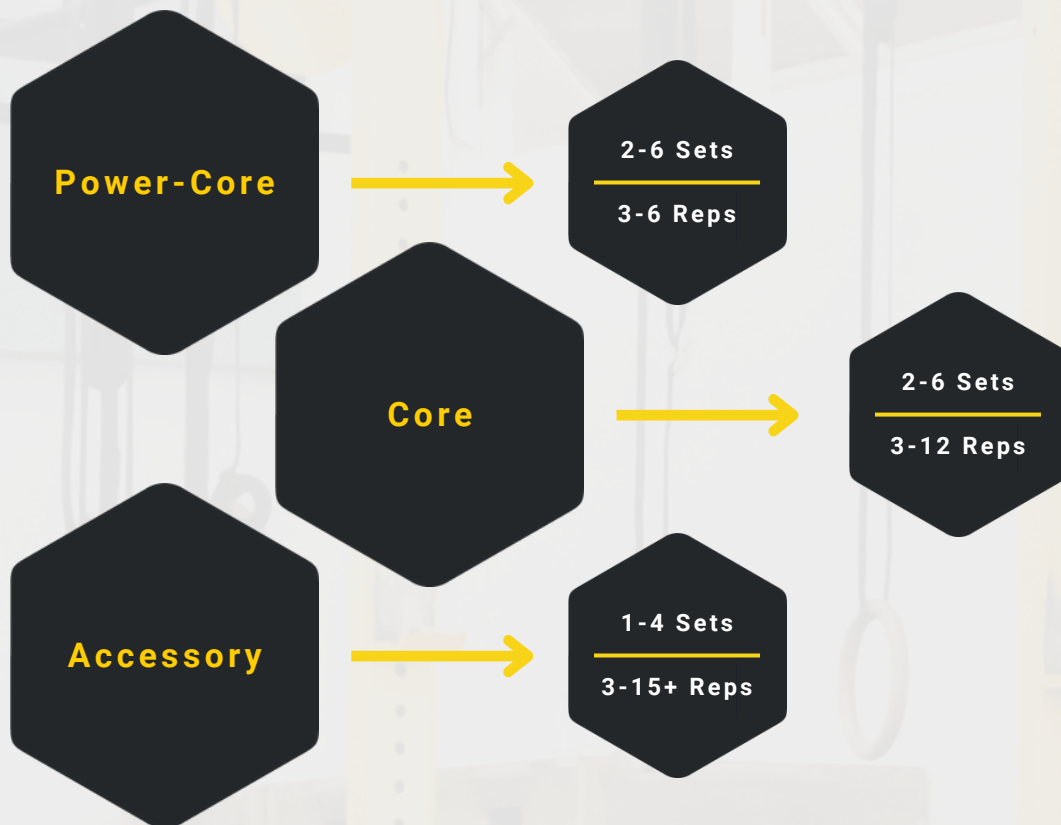 Power-Core
2-6 Sets
3-6 Reps
Core
2-6 Sets
3-12 Reps
Accessory
1-4 Sets
3-15+ Reps